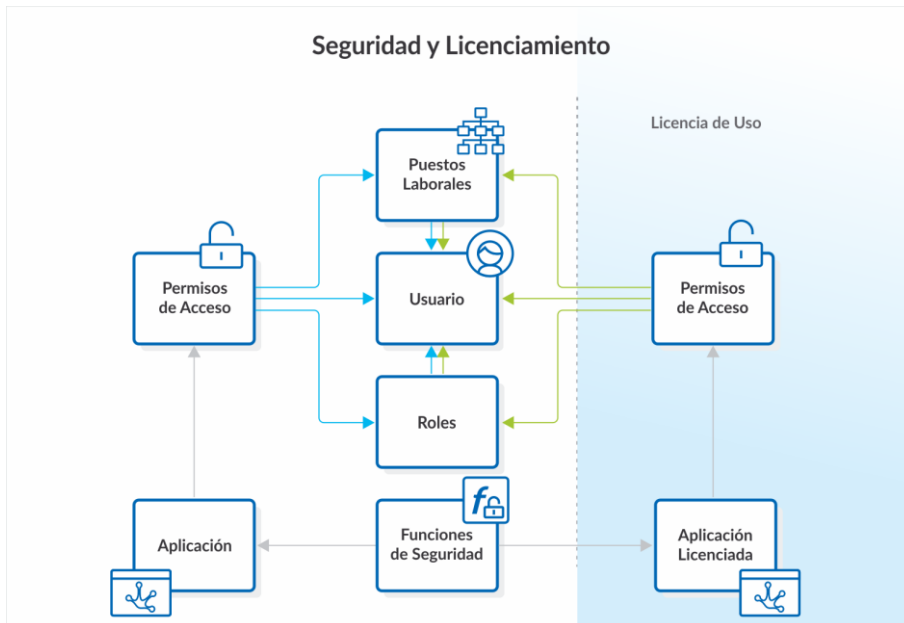 Seguridad y Licenciamiento
Licencia de Uso
Puestos
Laborales
Permisos
de Acceso
Usuario
Permisos
de Acceso
Roles
Aplicación
f
Funciones
de Seguridad
Aplicación
Licenciada